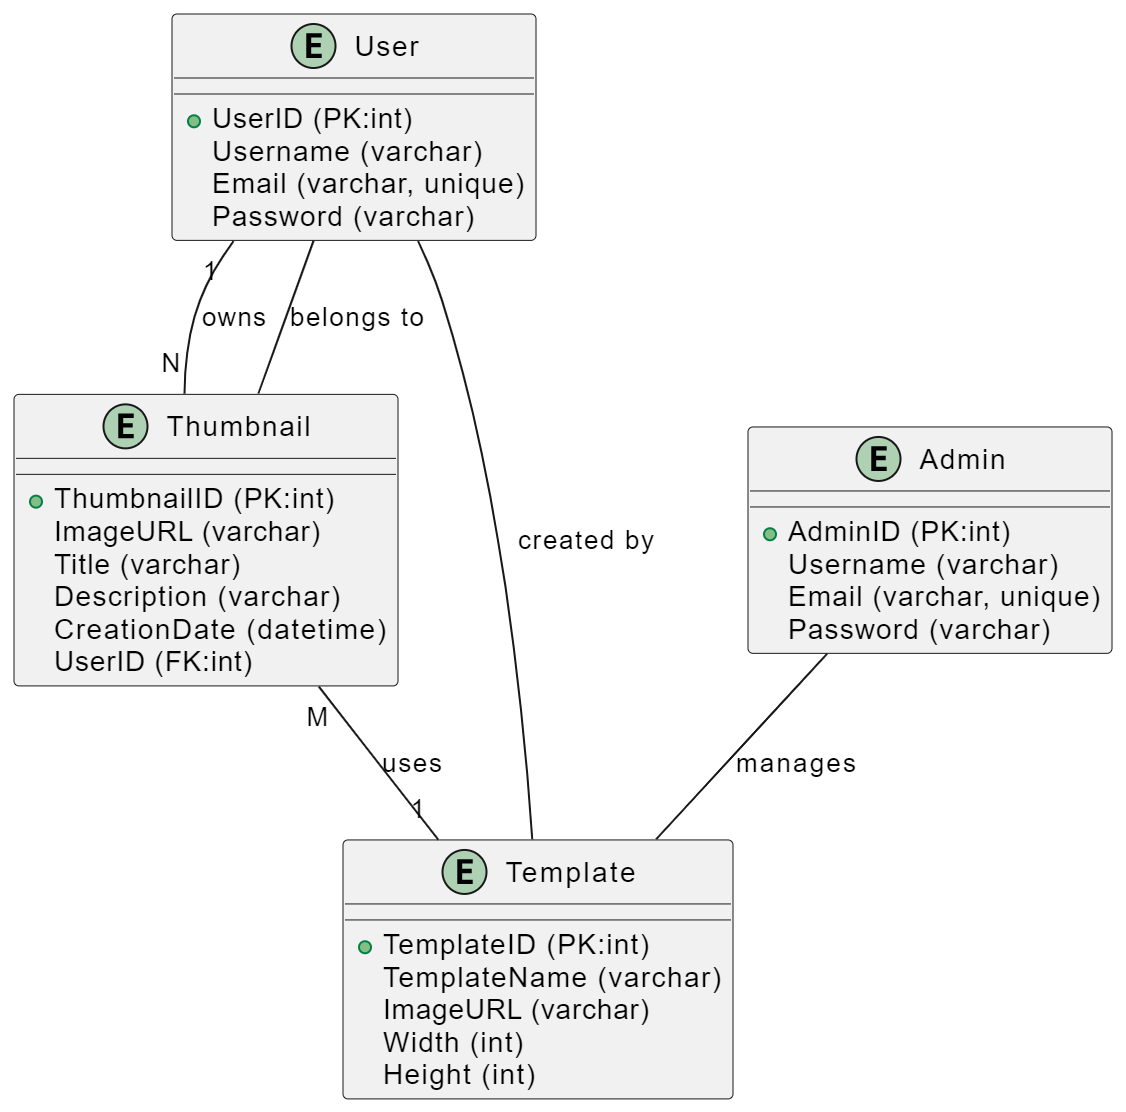 E User
UserID (PK:int)
Username (varchar)
Email (varchar, unique)
Password (varchar)
1
owns
belongs to
N
E Thumbnail
ThumbnailID (PK:int)
ImageURL (varchar)
Title (varchar)
Description (varchar)
CreationDate (datetime)
UserID (FK:int)
created by
E Admin
AdminID (PK:int)
Username (varchar)
Email (varchar, unique)
Password (varchar)
M
uses
1
manages
E Template
TemplateID (PK:int)
TemplateName (varchar)
ImageURL (varchar)
Width (int)
Height (int)